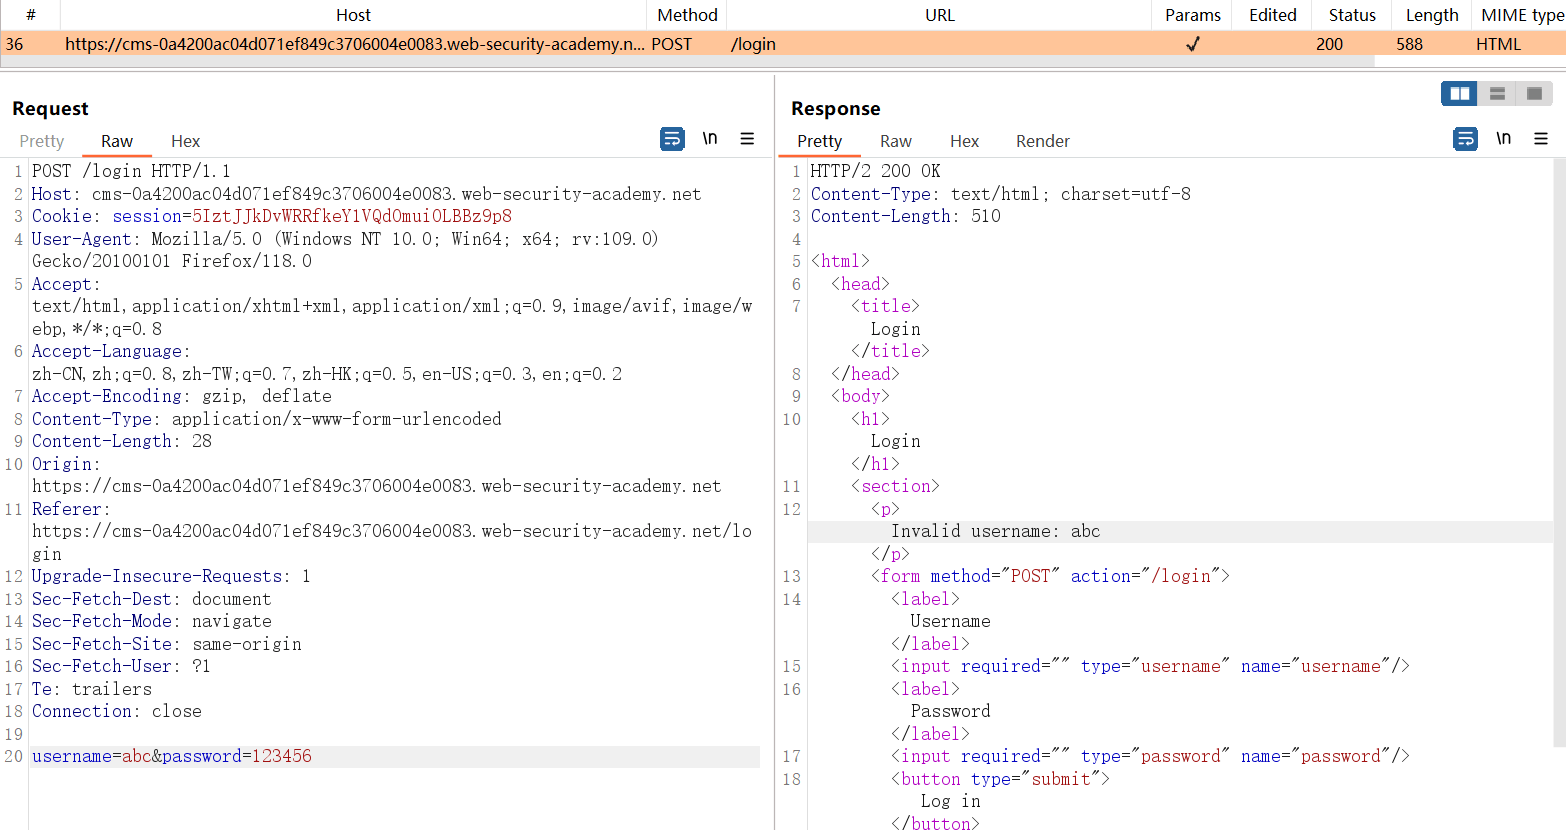 # Host Method URL Params Edited Status Length MIME type
36 https://cms-0a4200ac04d071ef849c3706004e0083.web-security-academy.n... POST /login ✓ 200 588 HTML
Request
Pretty Raw Hex
\n
1 POST /login HTTP/1.1
2 Host: cms-0a4200ac04d071ef849c3706004e0083.web-security-academy.net
3 Cookie: session=5IztJJkDvWRRfkeY1VQdOmui0LBBz9p8
4 User-Agent: Mozilla/5.0 (Windows NT 10.0; Win64; x64; rv:109.0)
Gecko/20100101 Firefox/118.0
5 Accept:
text/html,application/xhtml+xml,application/xml;q=0.9,image/avif,image/w
ebp,*/*;q=0.8
6 Accept-Language:
zh-CN,zh;q=0.8,zh-TW;q=0.7,zh-HK;q=0.5,en-US;q=0.3,en;q=0.2
7 Accept-Encoding: gzip, deflate
8 Content-Type: application/x-www-form-urlencoded
9 Content-Length: 28
10 Origin:
https://cms-0a4200ac04d071ef849c3706004e0083.web-security-academy.net
11 Referer:
https://cms-0a4200ac04d071ef849c3706004e0083.web-security-academy.net/lo
gin
12 Upgrade-Insecure-Requests: 1
13 Sec-Fetch-Dest: document
14 Sec-Fetch-Mode: navigate
15 Sec-Fetch-Site: same-origin
16 Sec-Fetch-User: ?1
17 Te: trailers
18 Connection: close
19
20 username=abc&password=123456
Response
Pretty Raw Hex Render
\n
1 HTTP/2 200 OK
2 Content-Type: text/html; charset=utf-8
3 Content-Length: 510
4
5 <html>
6 <head>
7 <title>
Login
</title>
8 </head>
9 <body>
10 <h1>
Login
</h1>
11 <section>
12 <p>
Invalid username: abc
</p>
13 <form method="POST" action="/login">
14 <label>
Username
</label>
15 <input required="" type="username" name="username"/>
16 <label>
Password
</label>
17 <input required="" type="password" name="password"/>
18 <button type="submit">
Log in
</button>